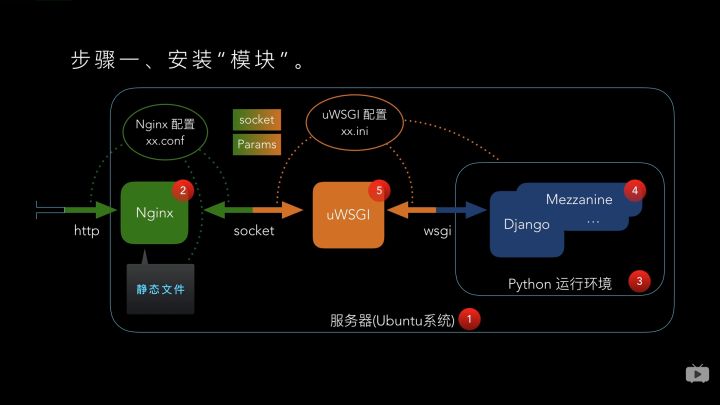 步骤一、安装“模块”。
Nginx 配置
xx.conf
socket
Params
uWSGI 配置
xx.ini
http
Nginx
2
socket
uWSGI
5
wsgi
Mezzanine
4
…
Django
静态文件
Python 运行环境
3
服务器(Ubuntu系统)
1